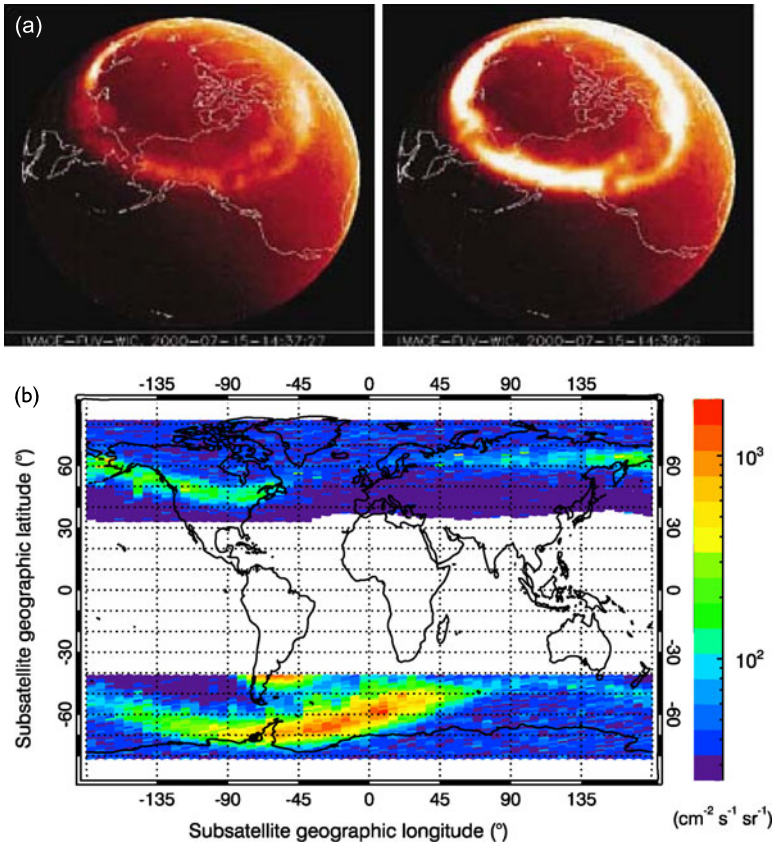 (a)
IMAGE-FUV-WIC, 2000-07-15-14:37:27
IMAGE-FUV-WIC, 2000-07-15-14:39:29
(b)
-135 -90 -45 0 45 90 135
60
30
0
-30
-60
Subsatellite geographic latitude (°)
60
30
0
-30
-60
-135 -90 -45 0 45 90 135
Subsatellite geographic longitude (°)
10³
10²
(cm⁻² s⁻¹ sr⁻¹)